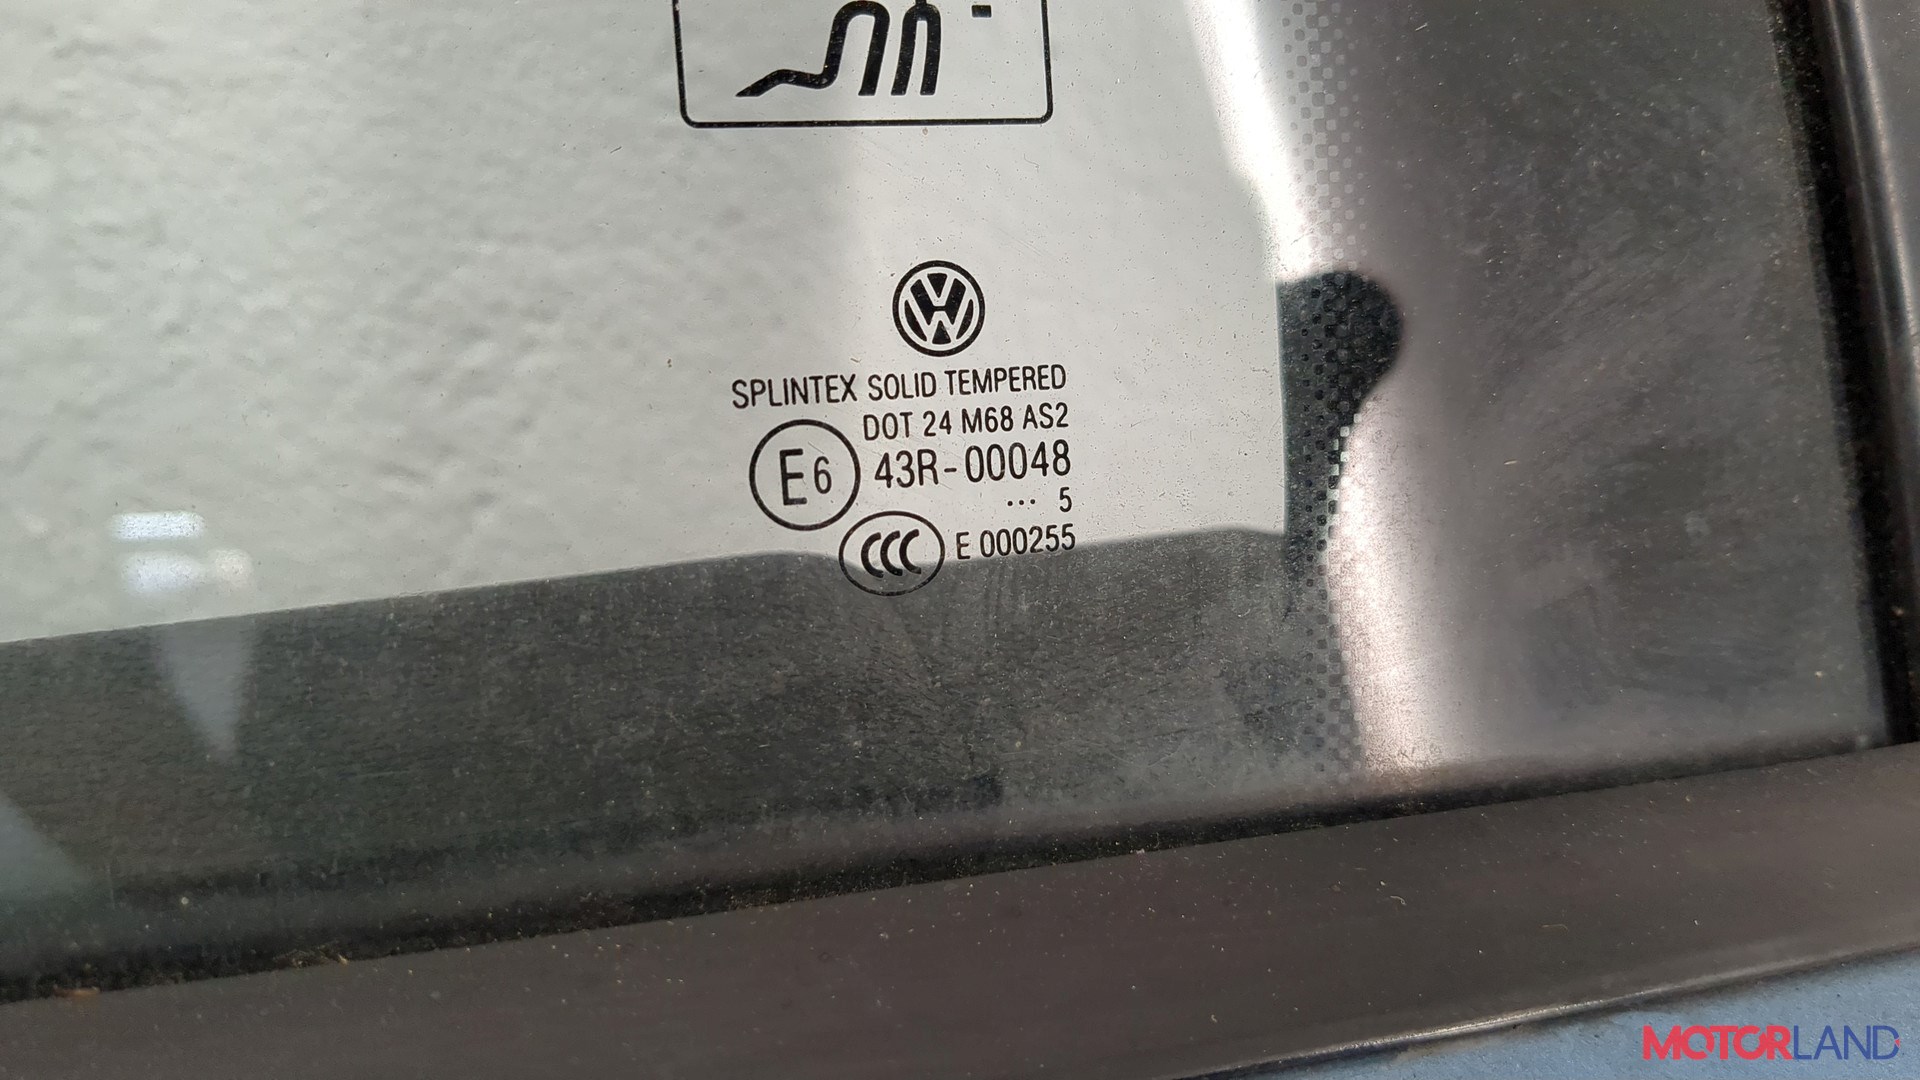 SPLINTEX SOLID TEMPERED
DOT 24 M68 AS2
E6 43R-00048
... 5
CCC E 000255
MOTORLAND